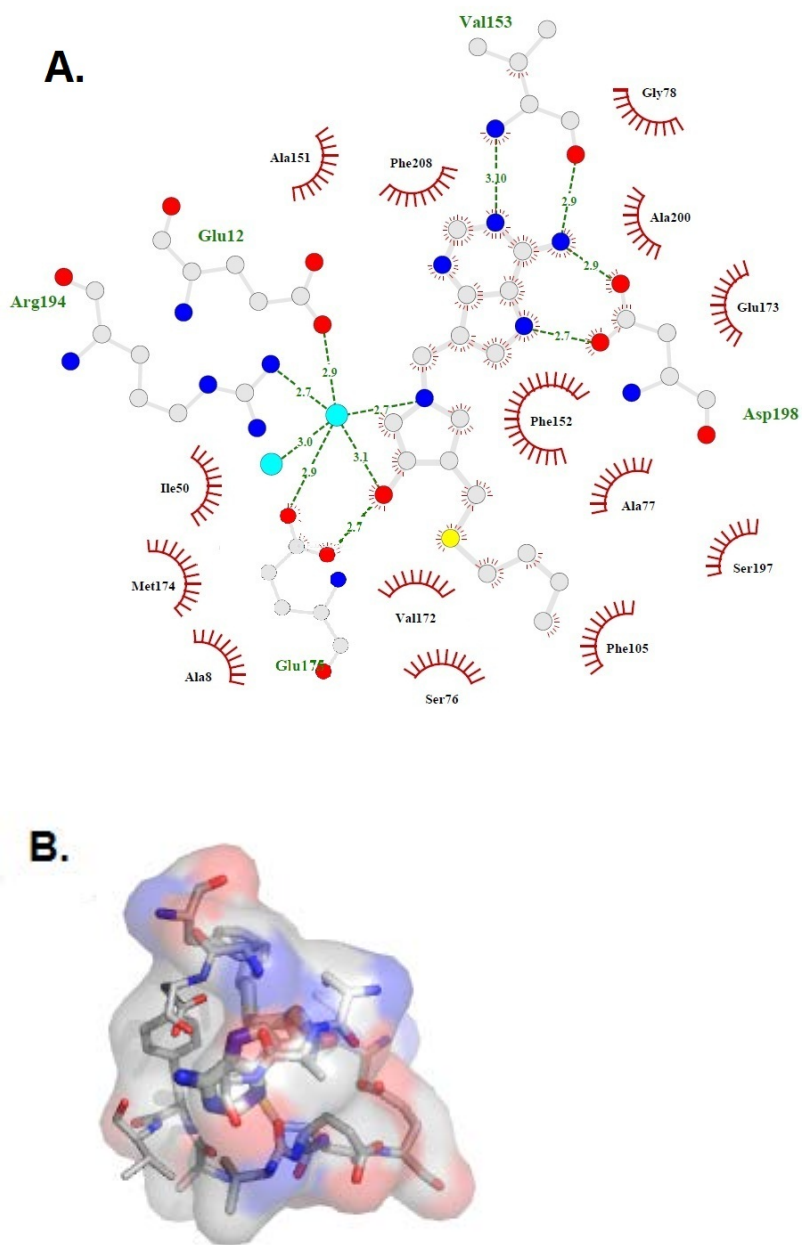 A.
Val153
Gly78
Ala151
Phe208
3.10
2.9
Ala200
Glu12
2.9
Glu173
Arg194
2.7
2.9
2.7
2.7
Phe152
Asp198
3.0
3.1
2.9
Ile50
Ala77
2.7
Ser197
Met174
Val172
Phe105
Glu175
Ala8
Ser76
B.